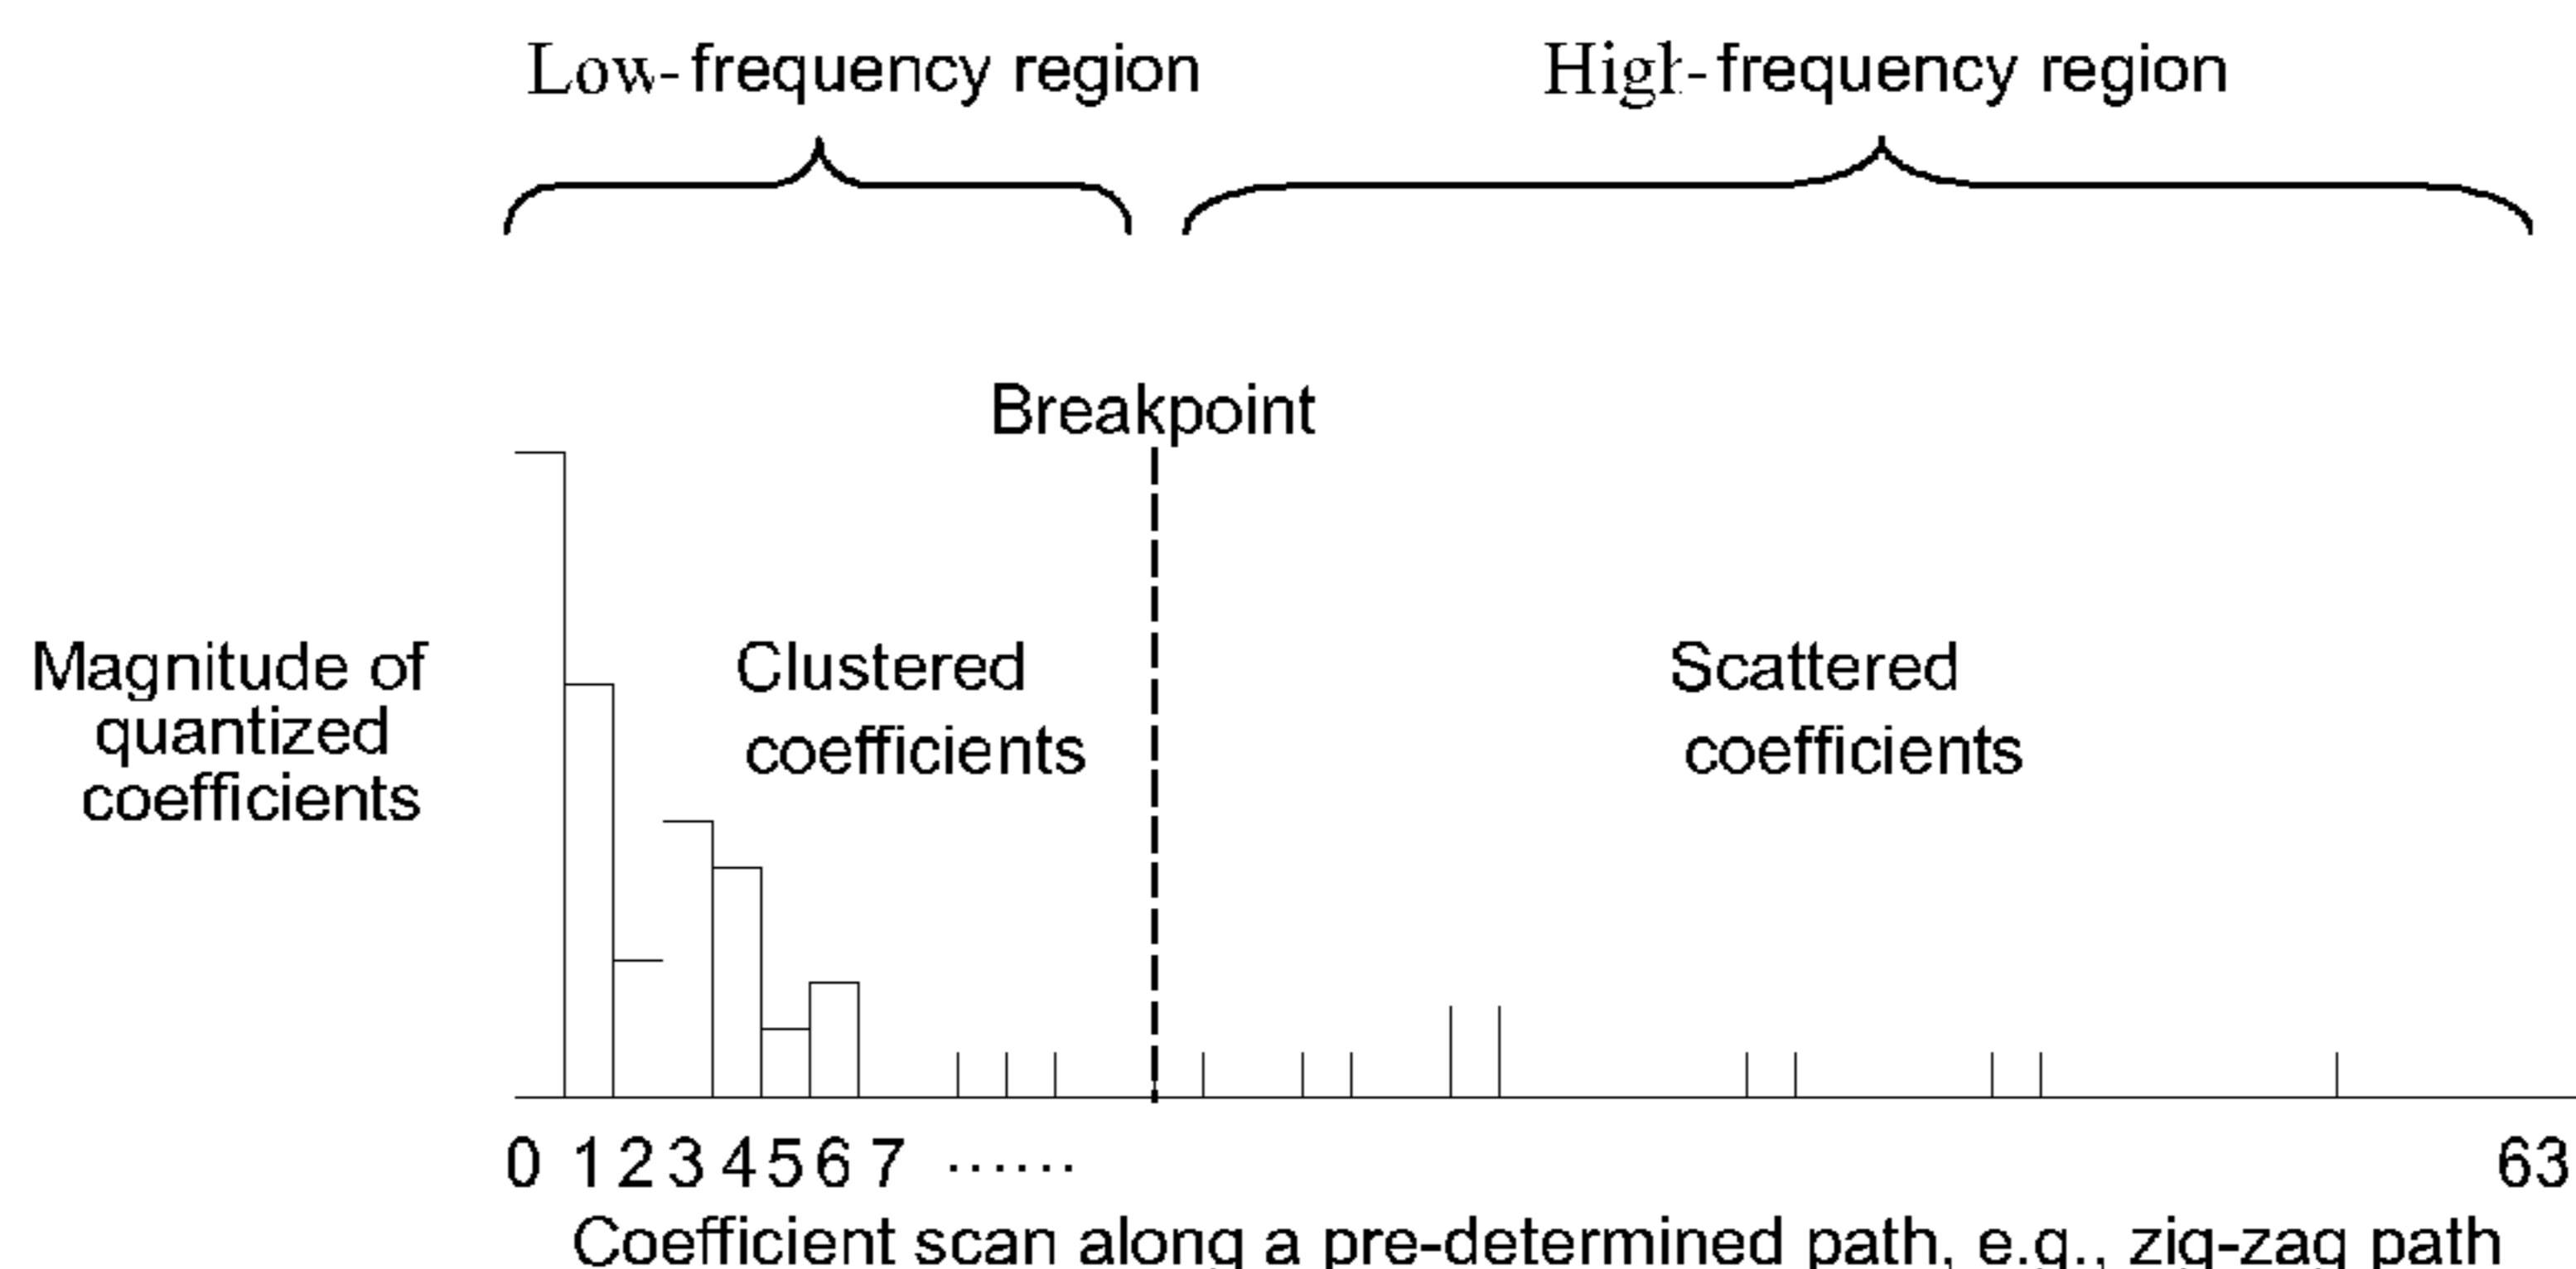 Low-frequency region
High-frequency region
Breakpoint
Magnitude of
quantized
coefficients
Clustered
coefficients
Scattered
coefficients
0 1 2 3 4 5 6 7 ...... 63
Coefficient scan along a pre-determined path, e.g., zig-zag path